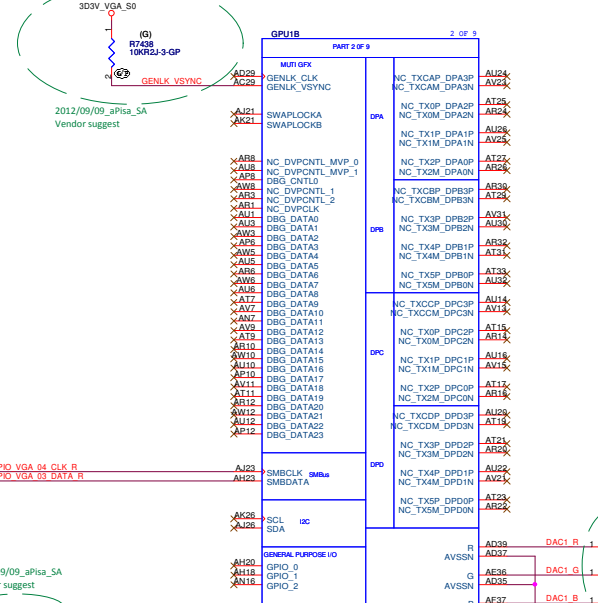 3D3V_VGA_S0
(G)
R7438
10KR2J-3-GP
1
2
GENLK_VSYNC
2012/09/09_aPisa_SA
Vendor suggest
GPU1B
2 OF 9
PART 2 0F 9
MUTI GFX
AD29 GENLK_CLK
AC29 GENLK_VSYNC
AJ21 SWAPLOCKA
AK21 SWAPLOCKB
AR8 NC_DVPCNTL_MVP_0
AU8 NC_DVPCNTL_MVP_1
AP8 DBG_CNTL0
AW8 NC_DVPCNTL_1
AR3 NC_DVPCNTL_2
AR1 NC_DVPCLK
AU1 DBG_DATA0
AU3 DBG_DATA1
AW3 DBG_DATA2
AP6 DBG_DATA3
AW5 DBG_DATA4
AU5 DBG_DATA5
AR6 DBG_DATA6
AW6 DBG_DATA7
AU6 DBG_DATA8
AT7 DBG_DATA9
AV7 DBG_DATA10
AN7 DBG_DATA11
AV9 DBG_DATA12
AT9 DBG_DATA13
AR10 DBG_DATA14
AW10 DBG_DATA15
AU10 DBG_DATA16
AP10 DBG_DATA17
AV11 DBG_DATA18
AT11 DBG_DATA19
AR12 DBG_DATA20
AW12 DBG_DATA21
AU12 DBG_DATA22
AP12 DBG_DATA23
PIO_VGA_04_CLK_R AJ23 SMBCLK
PIO_VGA_03_DATA_R AH23 SMBDATA
SMBus
AK26 SCL
AJ26 SDA
I2C
GENERAL PURPOSE I/O
AH20 GPIO_0
AH18 GPIO_1
AN16 GPIO_2
9/09_aPisa_SA
r suggest
DPA
NC_TXCAP_DPA3P AU24
NC_TXCAM_DPA3N AV23
NC_TX0P_DPA2P AT25
NC_TX0M_DPA2N AR24
NC_TX1P_DPA1P AU26
NC_TX1M_DPA1N AV25
NC_TX2P_DPA0P AT27
NC_TX2M_DPA0N AR26
DPB
NC_TXCBP_DPB3P AR30
NC_TXCBM_DPB3N AT29
NC_TX3P_DPB2P AV31
NC_TX3M_DPB2N AU30
NC_TX4P_DPB1P AR32
NC_TX4M_DPB1N AT31
NC_TX5P_DPB0P AT33
NC_TX5M_DPB0N AU32
DPC
NC_TXCCP_DPC3P AU14
NC_TXCCM_DPC3N AV13
NC_TX0P_DPC2P AT15
NC_TX0M_DPC2N AR14
NC_TX1P_DPC1P AU16
NC_TX1M_DPC1N AV15
NC_TX2P_DPC0P AT17
NC_TX2M_DPC0N AR16
DPD
NC_TXCDP_DPD3P AU20
NC_TXCDM_DPD3N AT19
NC_TX3P_DPD2P AT21
NC_TX3M_DPD2N AR20
NC_TX4P_DPD1P AU22
NC_TX4M_DPD1N AV21
NC_TX5P_DPD0P AT23
NC_TX5M_DPD0N AR22
R AD39 DAC1_R 1
AVSSN AD37
G AE36 DAC1_G 1
AVSSN AD35
AF37 DAC1_B 1